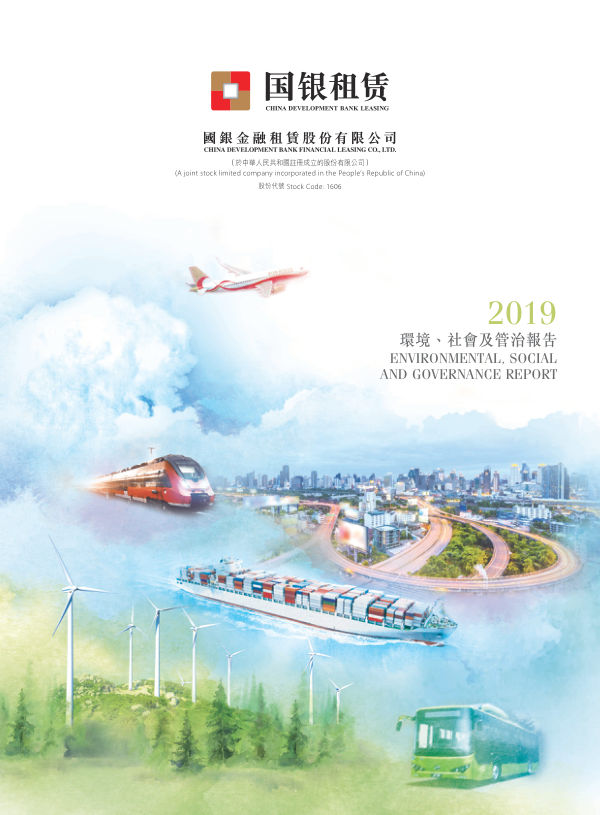 国银租赁
CHINA DEVELOPMENT BANK LEASING
國銀金融租賃股份有限公司
CHINA DEVELOPMENT BANK FINANCIAL LEASING CO., LTD.
（於中華人民共和國註冊成立的股份有限公司）
(A joint stock limited company incorporated in the People's Republic of China)
股份代號 Stock Code: 1606
2019
環境、社會及管治報告
ENVIRONMENTAL, SOCIAL
AND GOVERNANCE REPORT